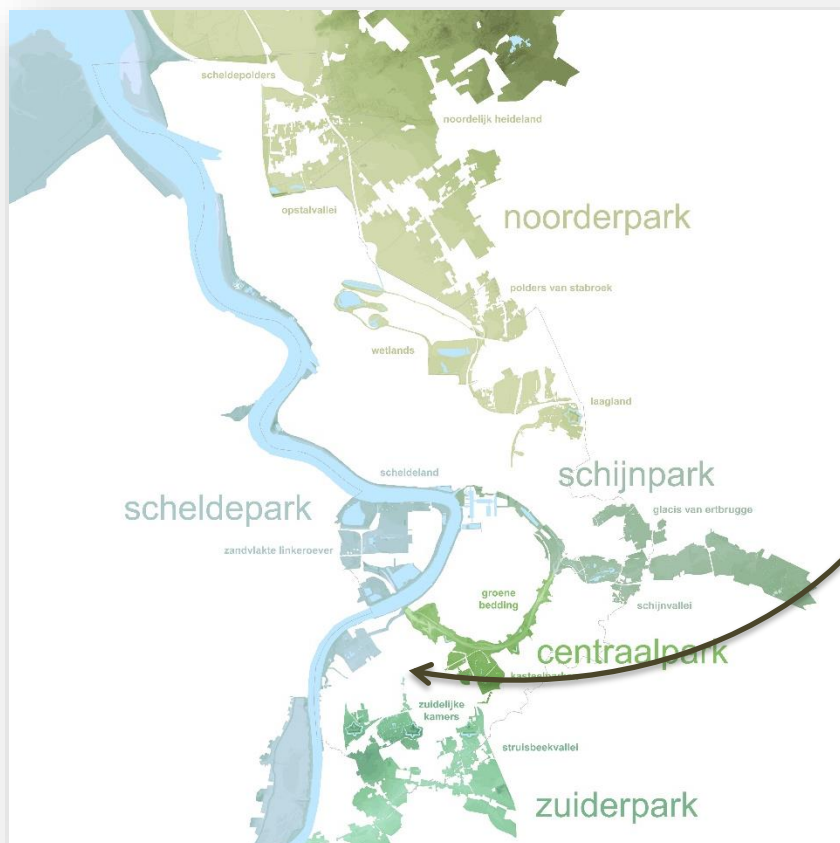 scheldepolders
noordelijk heideland
opstalvallei
noorderpark
polders van stabroek
wetlands
laagland
scheldeland
schijnpark
scheldepark
glacis van ertbrugge
zandvlakte linkeroever
groene
bedding
schijnvallei
centraalpark
zuidelijke
kamers
struisbeekvallei
zuiderpark